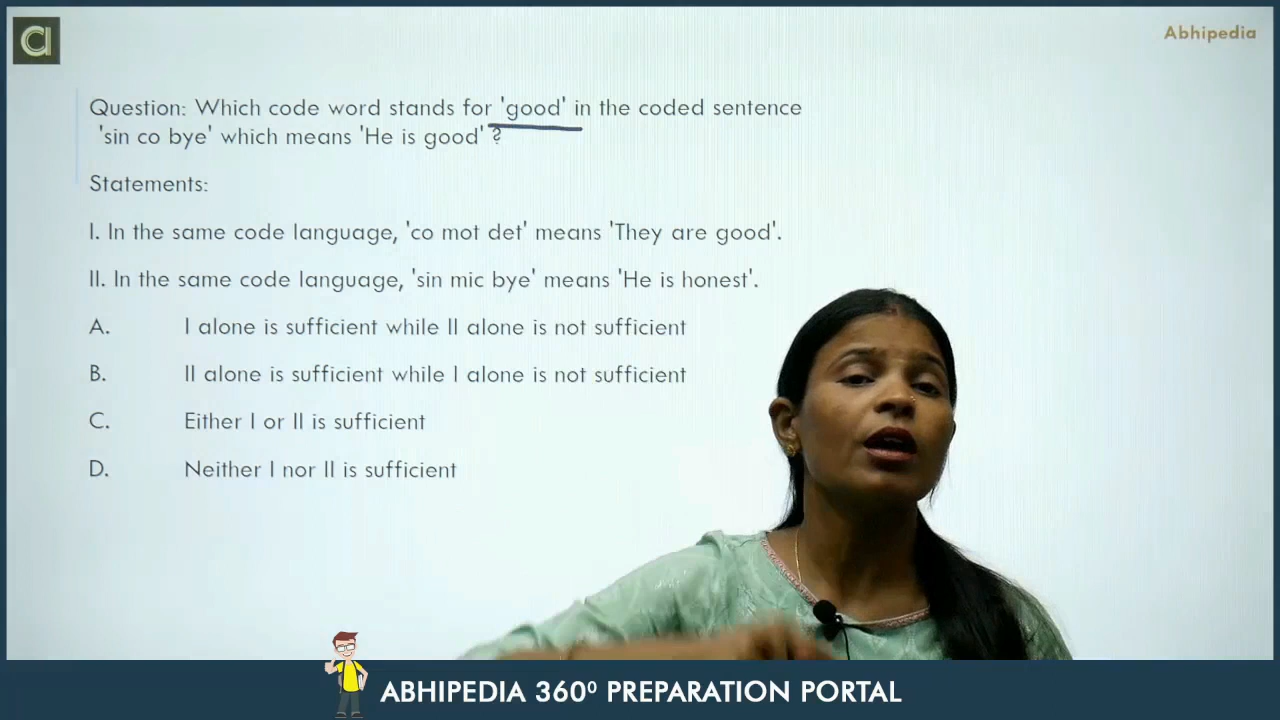 Abhipedia
Question: Which code word stands for 'good' in the coded sentence
'sin co bye' which means 'He is good' ?
Statements:
I. In the same code language, 'co mot det' means 'They are good'.
II. In the same code language, 'sin mic bye' means 'He is honest'.
A. I alone is sufficient while II alone is not sufficient
B. II alone is sufficient while I alone is not sufficient
C. Either I or II is sufficient
D. Neither I nor II is sufficient
ABHIPEDIA 360⁰ PREPARATION PORTAL